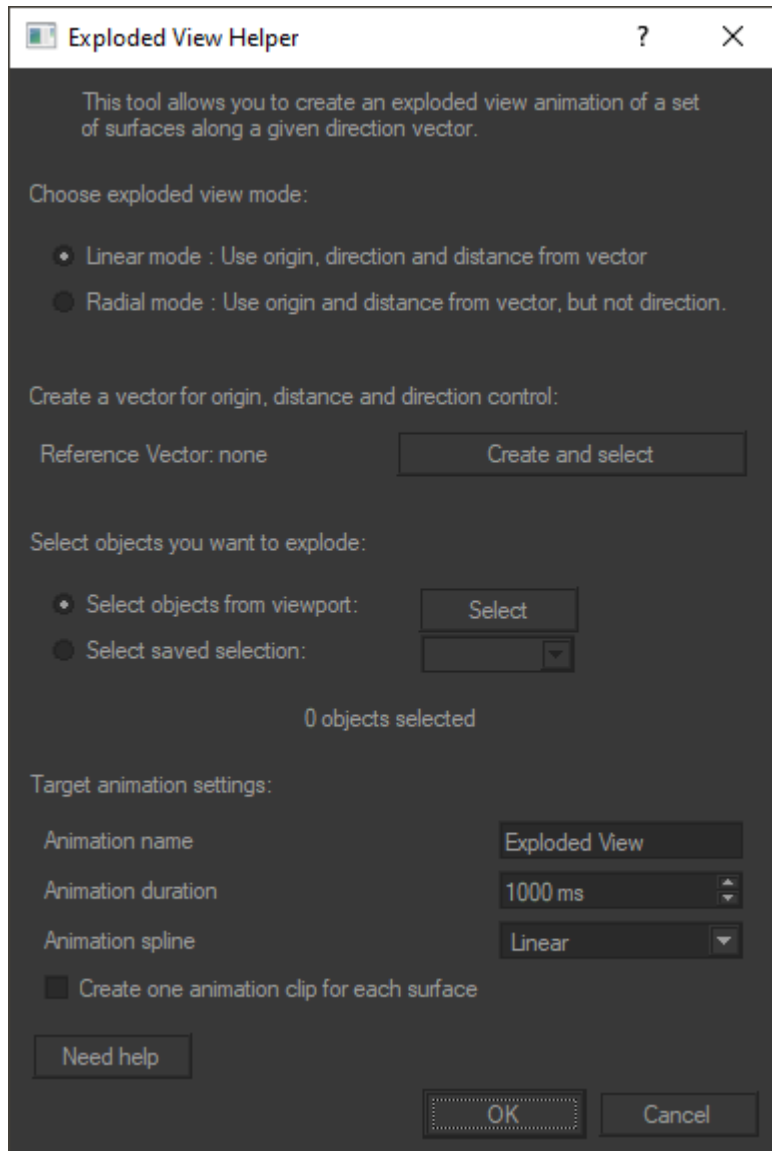 Exploded View Helper
?
This tool allows you to create an exploded view animation of a set
of surfaces along a given direction vector.
Choose exploded view mode:
Linear mode : Use origin, direction and distance from vector
Radial mode : Use origin and distance from vector, but not direction.
Create a vector for origin, distance and direction control:
Reference Vector: none Create and select
Select objects you want to explode:
Select objects from viewport: Select
Select saved selection:
0 objects selected
Target animation settings:
Animation name Exploded View
Animation duration 1000 ms
Animation spline Linear
Create one animation clip for each surface
Need help
OK Cancel